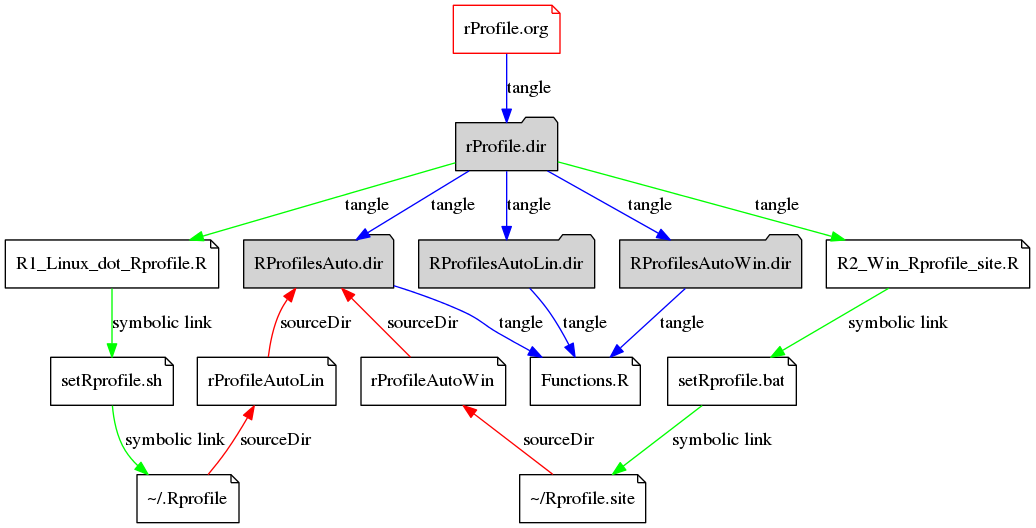 rProfile.org
tangle
rProfile.dir
tangle
tangle
tangle
tangle
tangle
R1_Linux_dot_Rprofile.R
RProfilesAuto.dir
RProfilesAutoLin.dir
RProfilesAutoWin.dir
R2_Win_Rprofile_site.R
symbolic link
sourceDir
sourceDir
tangle
tangle
tangle
symbolic link
setRprofile.sh
rProfileAutoLin
rProfileAutoWin
Functions.R
setRprofile.bat
symbolic link
sourceDir
sourceDir
symbolic link
~/.Rprofile
~/Rprofile.site